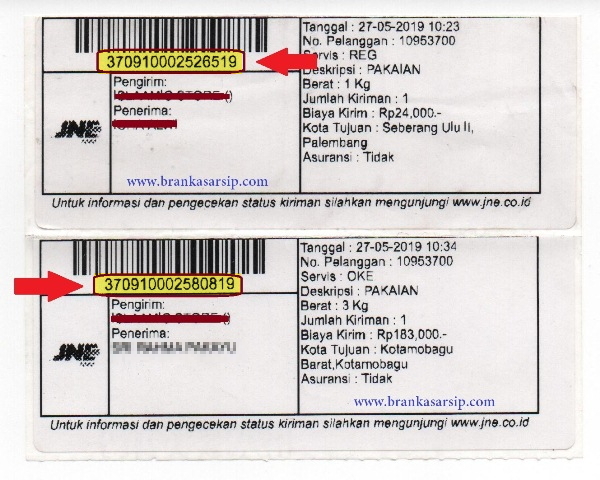 370910002526519
Pengirim:
Penerima:
JNE
www.brankasarsip.com
Tanggal : 27-05-2019 10:23
No. Pelanggan : 10953700
Servis : REG
Deskripsi : PAKAIAN
Berat : 1 Kg
Jumlah Kiriman : 1
Biaya Kirim : Rp24,000.-
Kota Tujuan : Seberang Ulu II,
Palembang
Asuransi : Tidak
Untuk informasi dan pengecekan status kiriman silahkan mengunjungi www.jne.co.id
370910002580819
Pengirim:
Penerima:
JNE
Tanggal : 27-05-2019 10:34
No. Pelanggan : 10953700
Servis : OKE
Deskripsi : PAKAIAN
Berat : 3 Kg
Jumlah Kiriman : 1
Biaya Kirim : Rp183,000.-
Kota Tujuan : Kotamobagu
Barat,Kotamobagu
Asuransi : Tidak
www.brankasarsip.com
Untuk informasi dan pengecekan status kiriman silahkan mengunjungi www.jne.co.id